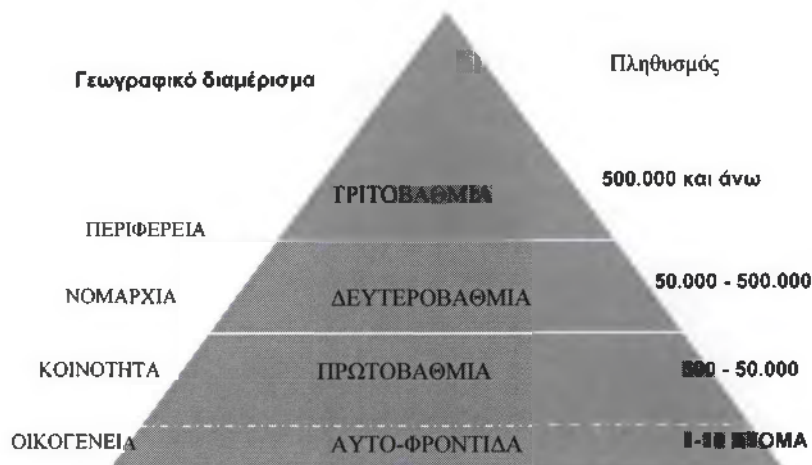 Γεωγραφικό διαμέρισμα
Πληθυσμός
ΤΡΙΤΟΒΑΘΜΙΑ
500.000 και άνω
ΠΕΡΙΦΕΡΕΙΑ
ΝΟΜΑΡΧΙΑ
ΔΕΥΤΕΡΟΒΑΘΜΙΑ
50.000 - 500.000
ΚΟΙΝΟΤΗΤΑ
ΠΡΩΤΟΒΑΘΜΙΑ
- 50.000
ΟΙΚΟΓΕΝΕΙΑ
ΑΥΤΟ-ΦΡΟΝΤΙΔΑ